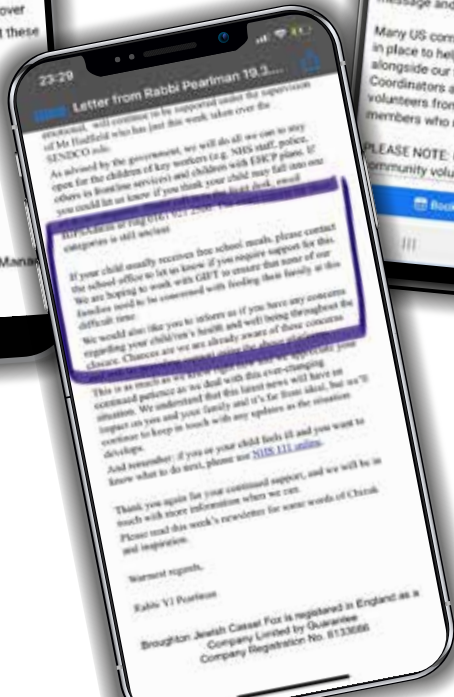 over
t these
Manag
message and
Many US com
in place to help
alongside our
Coordinators a
volunteers from
members who
PLEASE NOTE:
ommunity volu
Book
23:29
Letter from Rabbi Pearlman 19.3....
emotional, will continue to be supported under the supervision
of Mr Hadfield who has just this week taken over the
SENDCO role.
As advised by the government, we will do all we can to stay
open for the children of key workers (e.g. NHS staff, police,
others in frontline services) and children with EHCP plans. If
you could let us know if you think your child may fall into one
categories is still unclear
If your child usually receives free school meals, please contact
the school office to let us know if you require support for this.
We are hoping to work with GIFT to ensure that none of our
families need to be concerned with feeding their family at this
difficult time.
We would also like you to inform us if you have any concerns
regarding your child/ren's health and well being throughout the
closure. Chances are we are already aware of these concerns
This is as much as we
continued patience as we deal with this ever-changing
situation. We understand that this latest news will have an
impact on you and your family and it's far from ideal, but we'll
continue to keep in touch with any updates as the situation
develops.
And remember: if you or your child feels ill and you want to
know what to do next, please use NHS 111 online.
Thank you again for your continued support, and we will be in
touch with more information when we can.
Please read this week's newsletter for some words of Chizuk
and inspiration.
Warmest regards,
Rabbi YJ Pearlman
Broughton Jewish Cassel Fox is registered in England as a
Company Limited by Guarantee
Company Registration No. 8133666